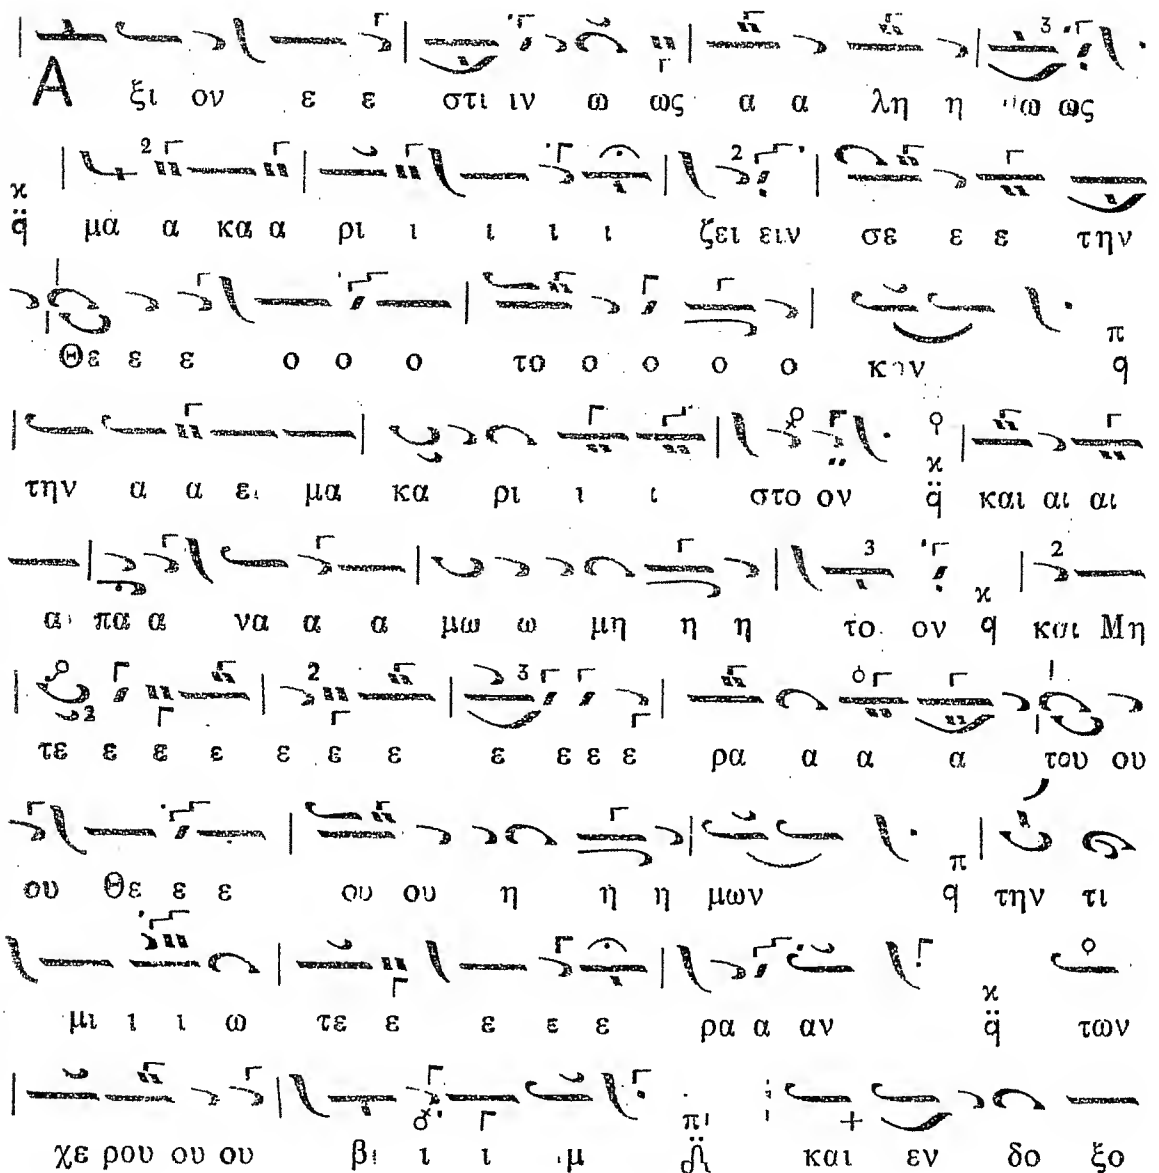 Α ξι ον ε ε στι ιν ω ως α α λη η ω ως
μα α κα α ρι ι ι ι ι ζει ειν σε ε ε την
Θε ε ε ο ο ο το ο ο ο ο κον
την α α ει μα κα ρι ι ι στο ον και αι αι
α πα α να α α μω ω μη η η το ον και Μη
τε ε ε ε ε ε ε ε ε ε ε ρα α α α του ου
ου Θε ε ε ου ου η η η μων την τι
μι ι ι ω τε ε ε ε ε ρα α αν των
χε ρου ου ου βι ι ι μ και εν δο ξο